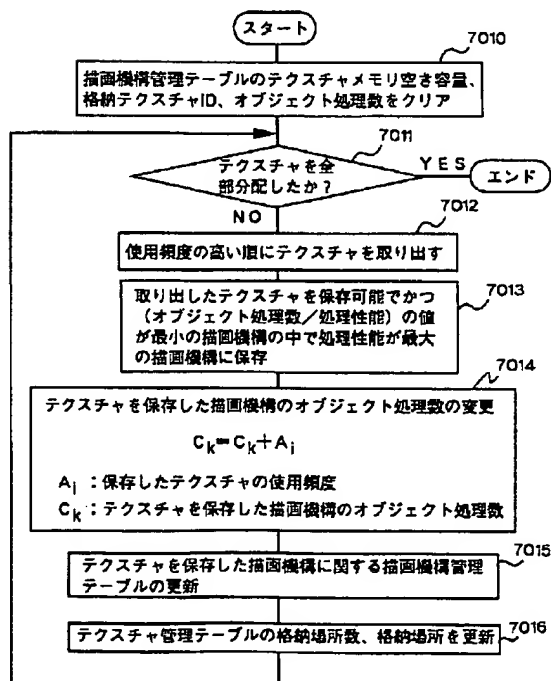 スタート
7010
描画機構管理テーブルのテクスチャメモリ空き容量、
格納テクスチャID、オブジェクト処理数をクリア
7011
テクスチャを全
部分配したか?
YES
エンド
NO
7012
使用頻度の高い順にテクスチャを取り出す
7013
取り出したテクスチャを保存可能でかつ
(オブジェクト処理数/処理性能)の値
が最小の描画機構の中で処理性能が最大
の描画機構に保存
7014
テクスチャを保存した描画機構のオブジェクト処理数の変更
Ck=Ck+Ai
Ai:保存したテクスチャの使用頻度
Ck:テクスチャを保存した描画機構のオブジェクト処理数
7015
テクスチャを保存した描画機構に関する描画機構管理
テーブルの更新
7016
テクスチャ管理テーブルの格納場所数、格納場所を更新